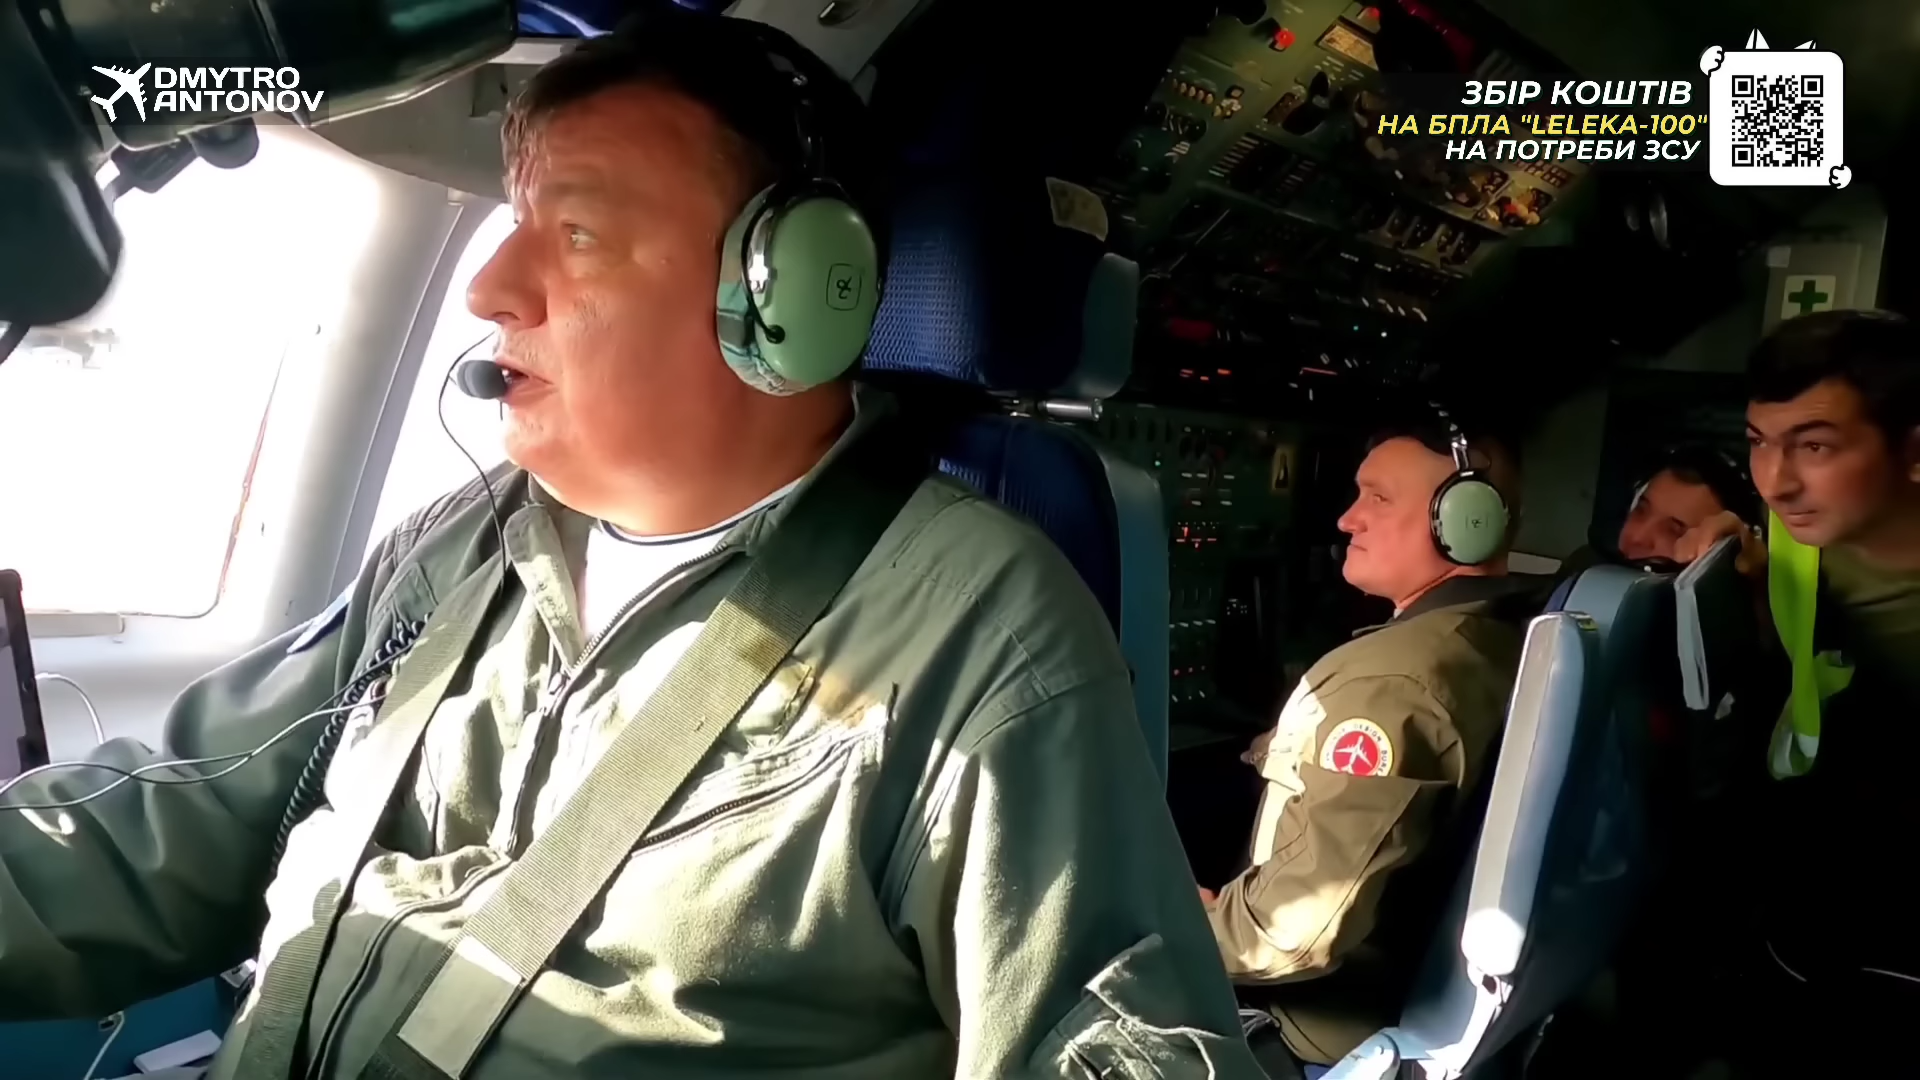 DMYTRO
ANTONOV
ЗБІР КОШТІВ
НА БПЛА "LELEKA-100"
НА ПОТРЕБИ ЗСУ